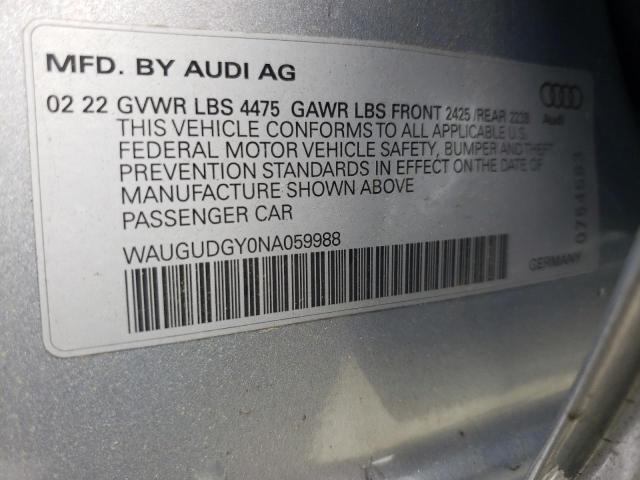 MFD. BY AUDI AG
02 22 GVWR LBS 4475 GAWR LBS FRONT 2425 /REAR 2238
THIS VEHICLE CONFORMS TO ALL APPLICABLE U.S.
FEDERAL MOTOR VEHICLE SAFETY, BUMPER AND THEFT
PREVENTION STANDARDS IN EFFECT ON THE DATE OF
MANUFACTURE SHOWN ABOVE
PASSENGER CAR
WAUGUDGY0NA059988
Audi
GERMANY